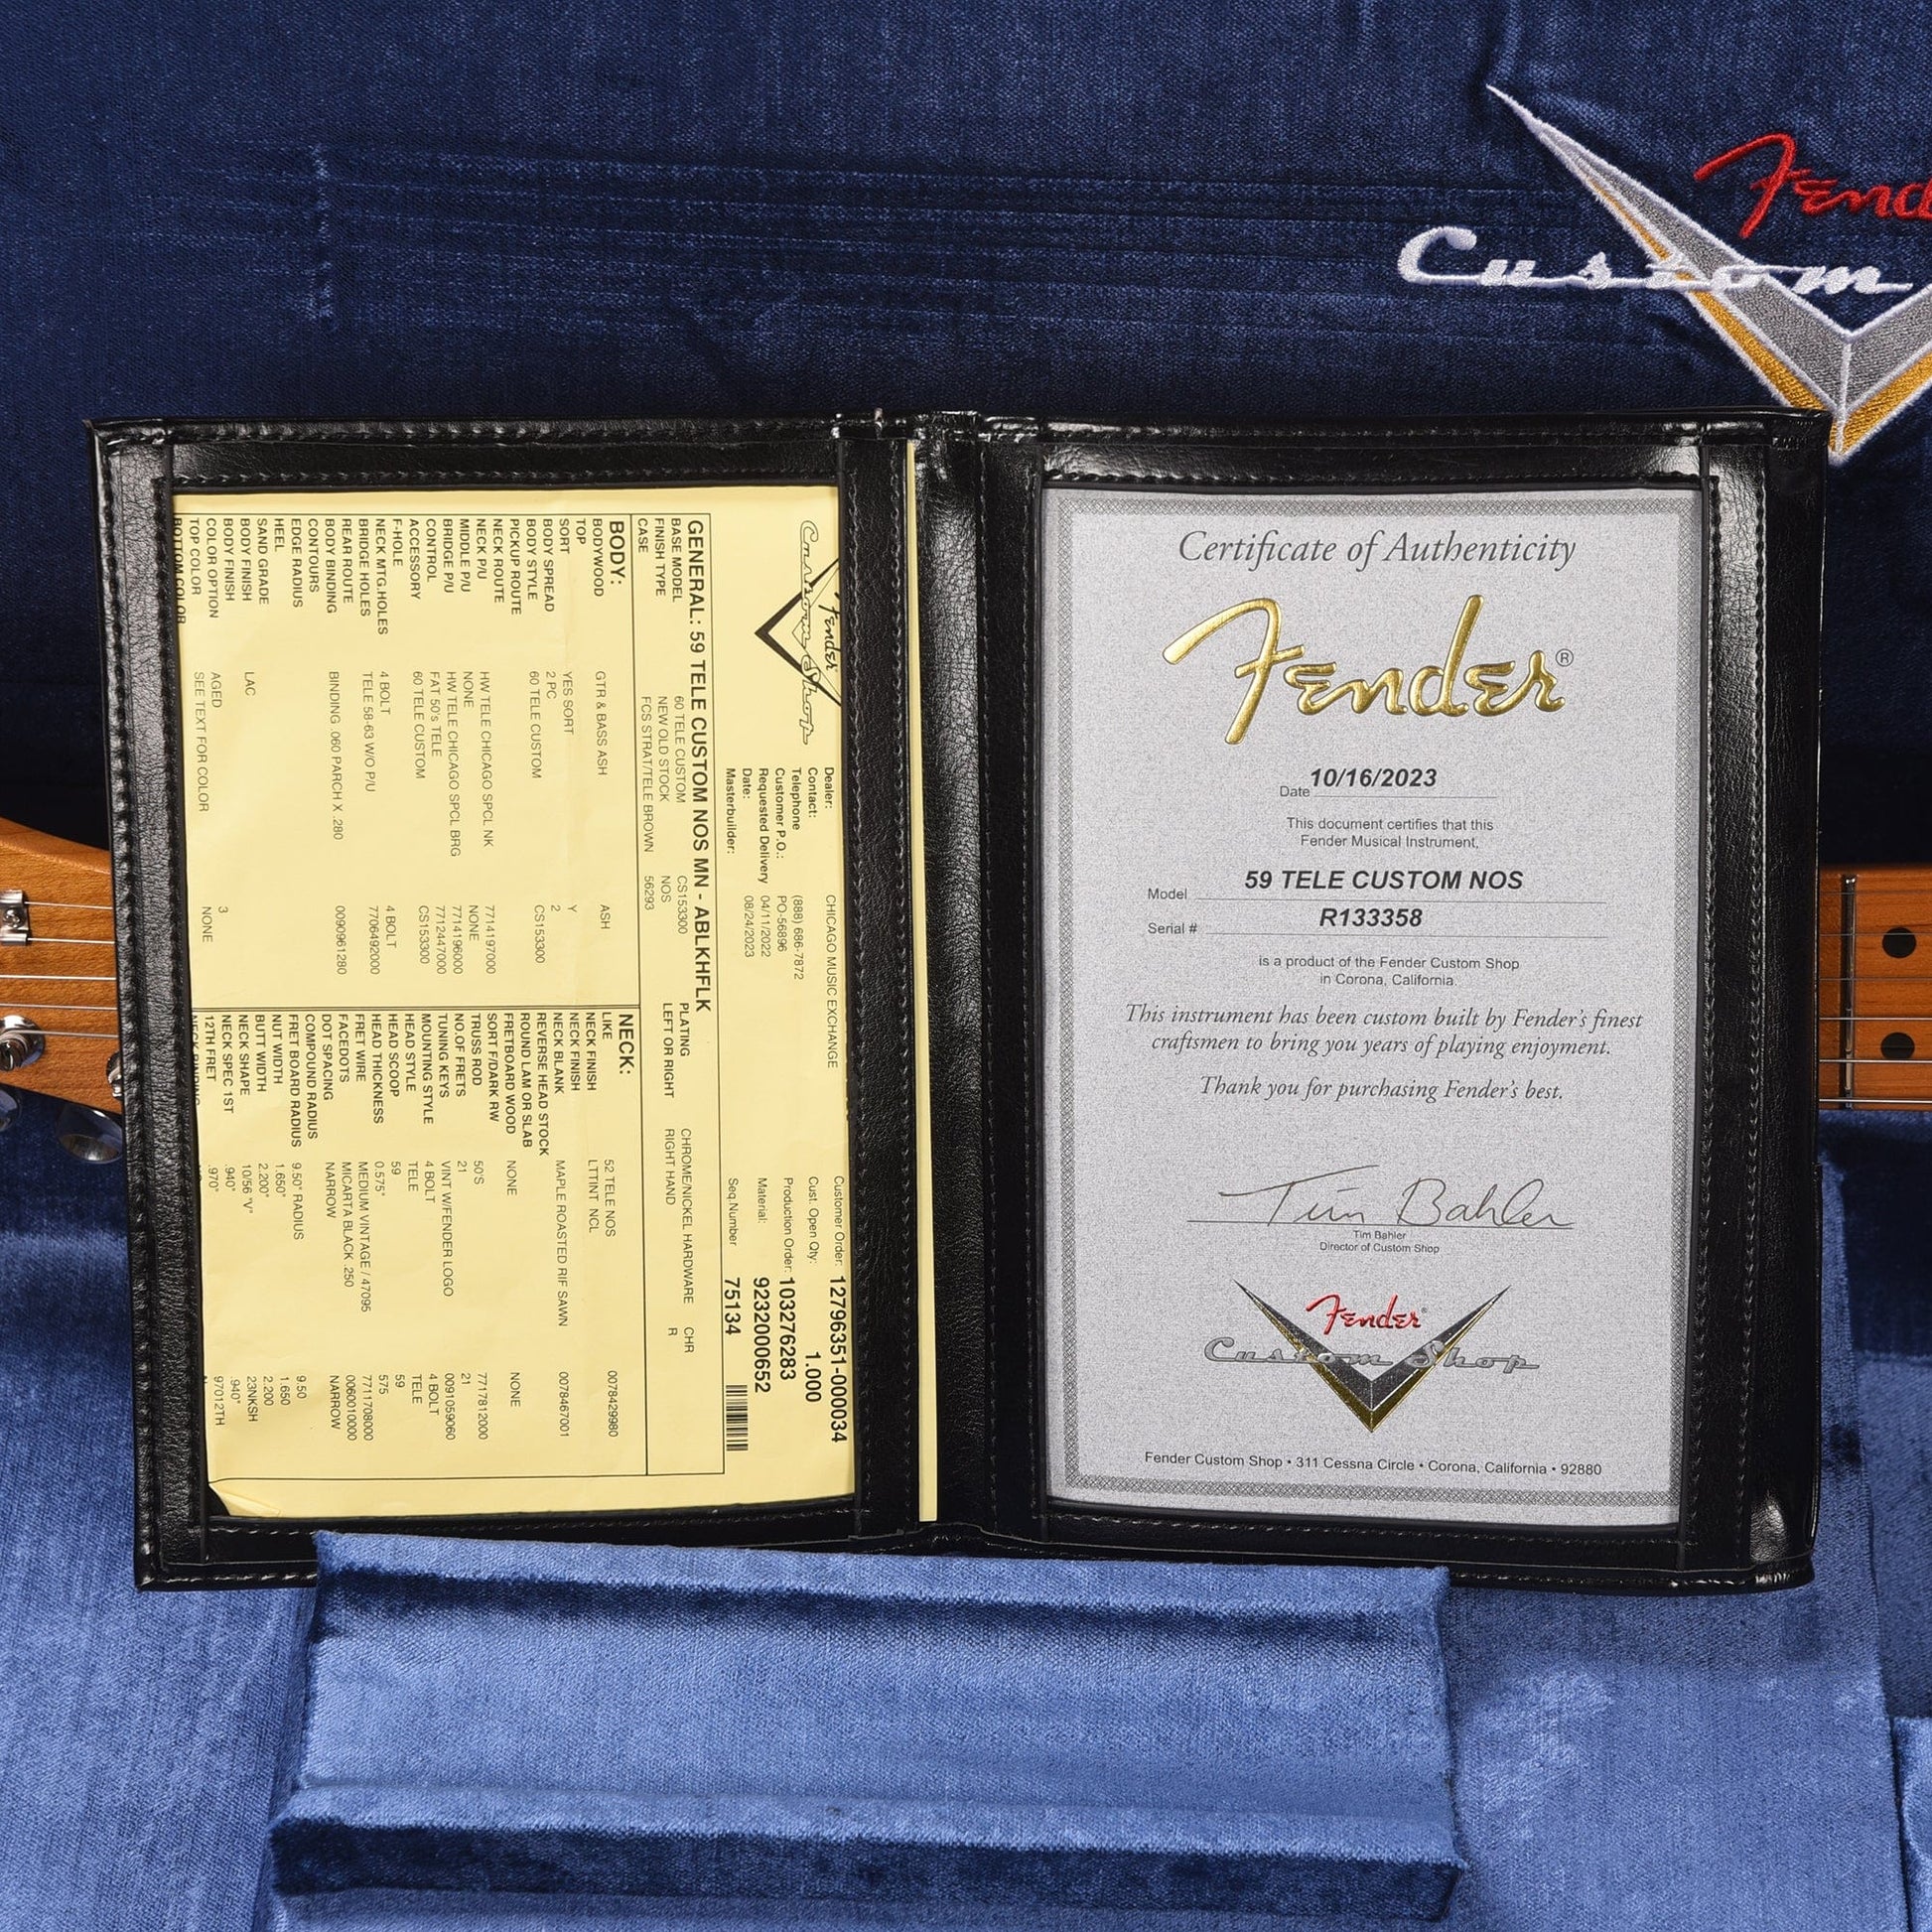 Fender
Custom
Fender
Custom Shop
Dealer: CHICAGO MUSIC EXCHANGE
Contact:
Telephone (888) 686-7872
Customer P.O.: PO-56896
Requested Delivery 04/11/2022
Date: 08/24/2023
Masterbuilder:
Customer Order: 12796351-000034
Cust. Open Qty: 1.000
Production Order: 103276283
Material: 9232000652
Seq.Number 75134
GENERAL: 59 TELE CUSTOM NOS MN - ABLKHFLK
BASE MODEL 60 TELE CUSTOM CS153300
FINISH TYPE NEW OLD STOCK NOS
CASE FCS STRAT/TELE BROWN 56293
PLATING CHROME/NICKEL HARDWARE CHR
LEFT OR RIGHT RIGHT HAND R
BODY:
BODYWOOD GTR & BASS ASH ASH
TOP
SORT YES SORT Y
BODY SPREAD 2 PC 2
BODY STYLE 60 TELE CUSTOM CS153300
PICKUP ROUTE
NECK ROUTE
NECK P/U HW TELE CHICAGO SPCL NK 7714197000
MIDDLE P/U NONE NONE
BRIDGE P/U HW TELE CHICAGO SPCL BRG 7714196000
CONTROL FAT 50's TELE 7712447000
ACCESSORY 60 TELE CUSTOM CS153300
F-HOLE
NECK MTG.HOLES 4 BOLT 4 BOLT
BRIDGE HOLES TELE 58-63 W/O P/U 7706492000
REAR ROUTE
BODY BINDING BINDING .060 PARCH X .280 0090961280
CONTOURS
EDGE RADIUS
HEEL
SAND GRADE
BODY FINISH LAC 3
BODY FINISH
COLOR OPTION AGED NONE
TOP COLOR SEE TEXT FOR COLOR
BOTTOM COLOR
NECK:
LIKE 52 TELE NOS 0078429980
NECK FINISH LTTINT NCL
NECK FINISH
NECK BLANK MAPLE ROASTED RIF SAWN 0078467001
REVERSE HEAD STOCK
ROUND LAM OR SLAB
FRETBOARD WOOD NONE NONE
SORT F/DARK RW
TRUSS ROD 50'S 7717812000
NO.OF FRETS 21 21
TUNING KEYS VINT W/FENDER LOGO 0091059060
MOUNTING STYLE 4 BOLT 4 BOLT
HEAD STYLE TELE TELE
HEAD SCOOP 59 59
HEAD THICKNESS 0.575" 575
FRET WIRE MEDIUM VINTAGE / 47095 7711708000
FACEDOTS MICARTA BLACK .250 0060010000
DOT SPACING NARROW NARROW
COMPOUND RADIUS
FRET BOARD RADIUS 9.50" RADIUS 9.50
NUT WIDTH 1.650" 1.650
BUTT WIDTH 2.200" 2.200
NECK SHAPE 10/56 "V" 23NKSH
NECK SPEC 1ST .940" .940"
12TH FRET .970" 97012TH
NECK BINDING
Certificate of Authenticity
Fender®
Date 10/16/2023
This document certifies that this
Fender Musical Instrument,
Model 59 TELE CUSTOM NOS
Serial # R133358
is a product of the Fender Custom Shop
in Corona, California.
This instrument has been custom built by Fender's finest
craftsmen to bring you years of playing enjoyment.
Thank you for purchasing Fender's best.
Tim Bahler
Tim Bahler
Director of Custom Shop
Fender
Custom Shop
Fender Custom Shop • 311 Cessna Circle • Corona, California • 92880